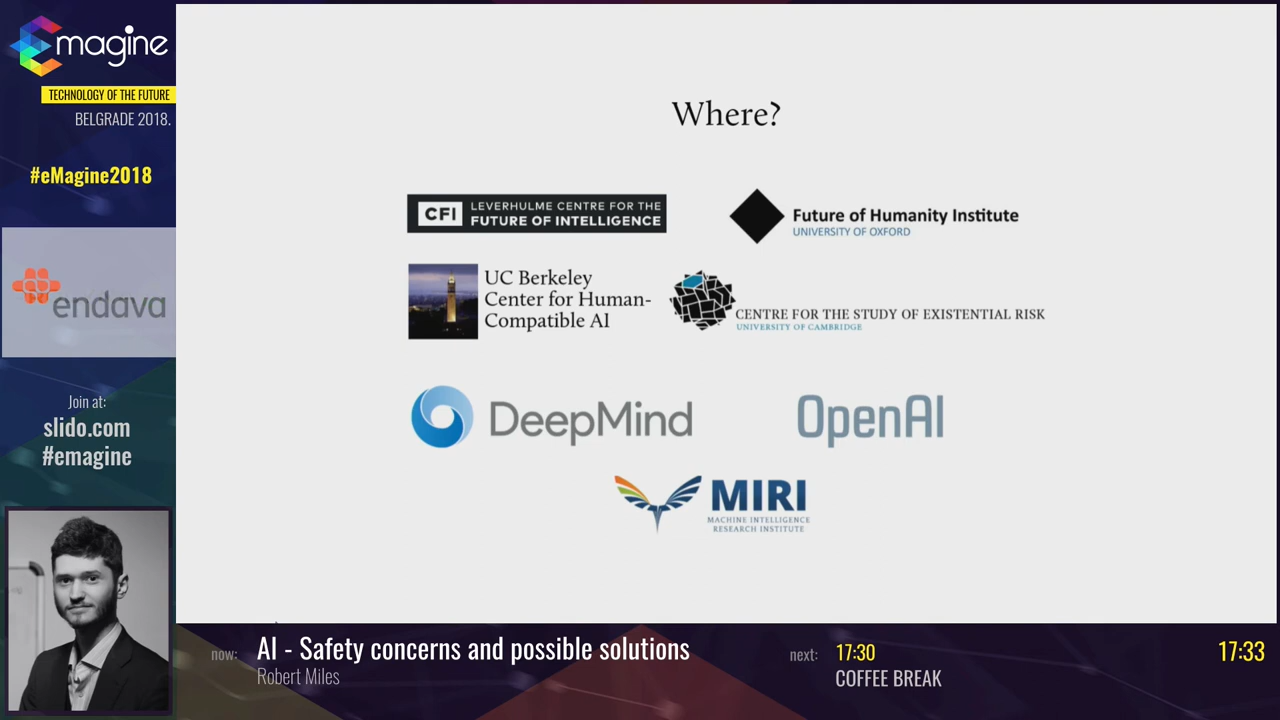 emagine
TECHNOLOGY OF THE FUTURE
BELGRADE 2018.
#eMagine2018
endava
Join at:
slido.com
#emagine
Where?
CFI
LEVERHULME CENTRE FOR THE
FUTURE OF INTELLIGENCE
Future of Humanity Institute
UNIVERSITY OF OXFORD
UC Berkeley
Center for Human-
Compatible AI
CENTRE FOR THE STUDY OF EXISTENTIAL RISK
UNIVERSITY OF CAMBRIDGE
DeepMind
OpenAI
MIRI
MACHINE INTELLIGENCE
RESEARCH INSTITUTE
now: AI - Safety concerns and possible solutions
Robert Miles
next: 17:30
COFFEE BREAK
17:33